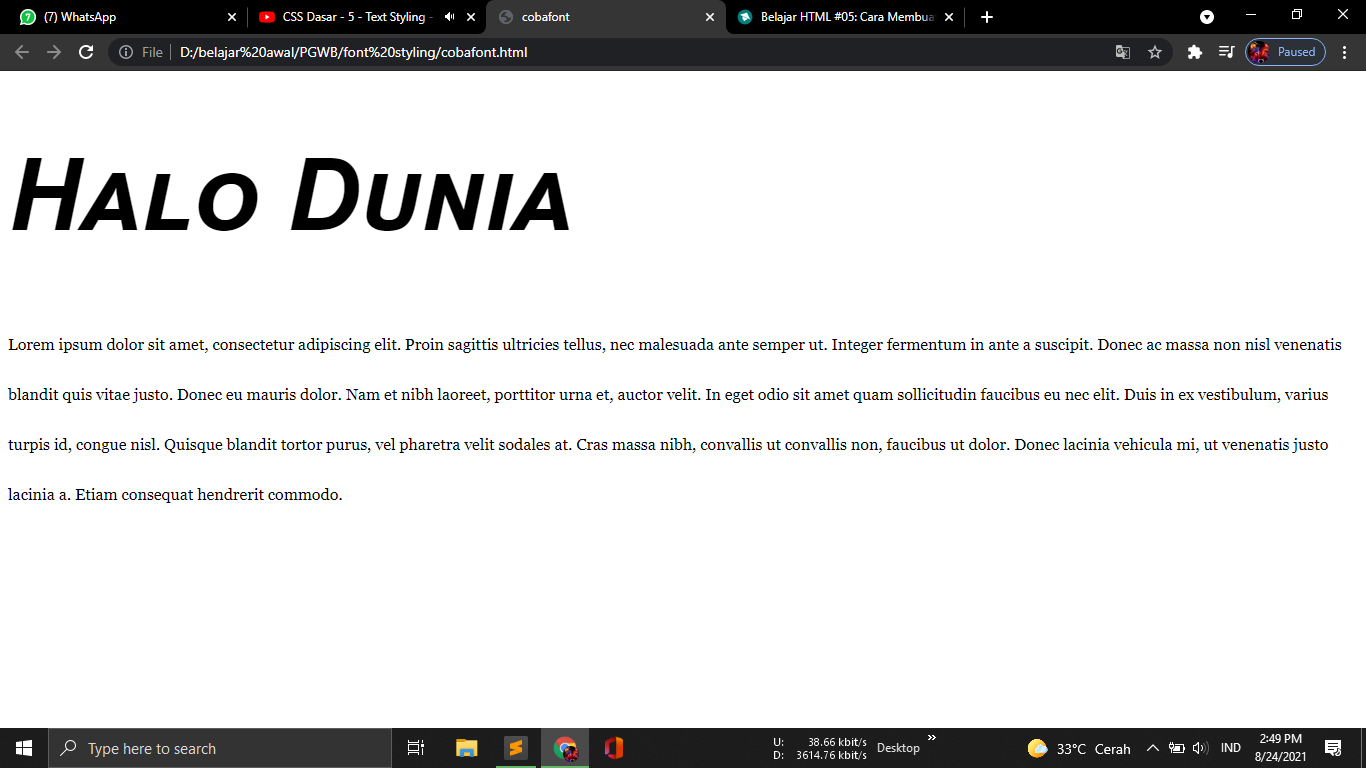 (7) WhatsApp
CSS Dasar - 5 - Text Styling -
cobafont
Belajar HTML #05: Cara Membua
File
D:/belajar%20awal/PGWB/font%20styling/cobafont.html
Paused
Halo Dunia
Lorem ipsum dolor sit amet, consectetur adipiscing elit. Proin sagittis ultricies tellus, nec malesuada ante semper ut. Integer fermentum in ante a suscipit. Donec ac massa non nisl venenatis
blandit quis vitae justo. Donec eu mauris dolor. Nam et nibh laoreet, porttitor urna et, auctor velit. In eget odio sit amet quam sollicitudin faucibus eu nec elit. Duis in ex vestibulum, varius
turpis id, congue nisl. Quisque blandit tortor purus, vel pharetra velit sodales at. Cras massa nibh, convallis ut convallis non, faucibus ut dolor. Donec lacinia vehicula mi, ut venenatis justo
lacinia a. Etiam consequat hendrerit commodo.
Type here to search
U: 38.66 kbit/s
D: 3614.76 kbit/s
Desktop
33°C Cerah
IND
2:49 PM
8/24/2021